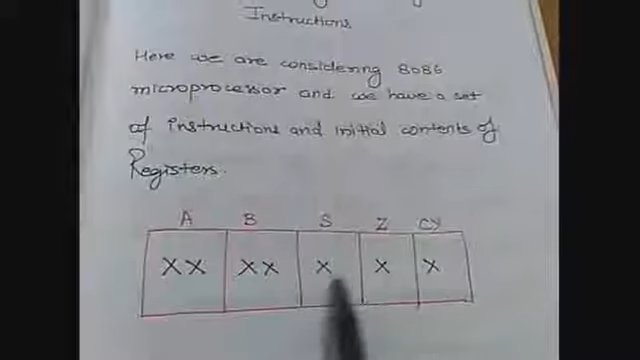 Instructions
Here we are considering 8086
microprocessor and we have a set
of instructions and initial contents of
Registers.
A B S Z CY
XX XX X X X